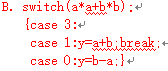 B. switch(a*a+b*b);
{case 3:
case 1:y=a+b;break;
case 0:y=b-a;}